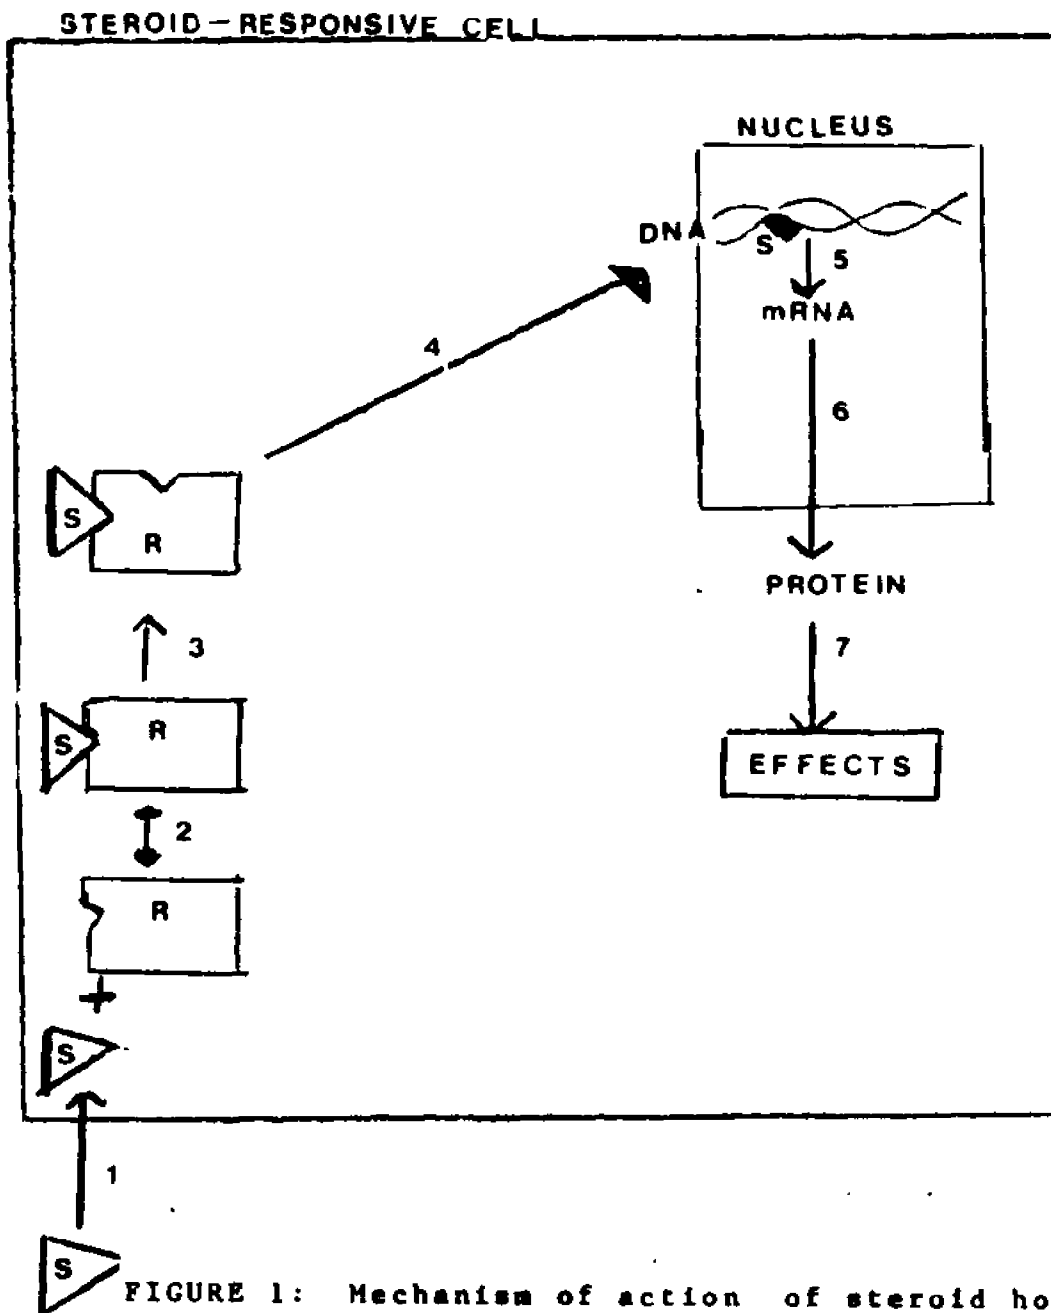 STEROID-RESPONSIVE CELL
NUCLEUS
DNA
S
5
mRNA
4
6
S
R
PROTEIN
3
7
S
R
EFFECTS
2
R
S
1
S
FIGURE 1: Mechanism of action of steroid ho